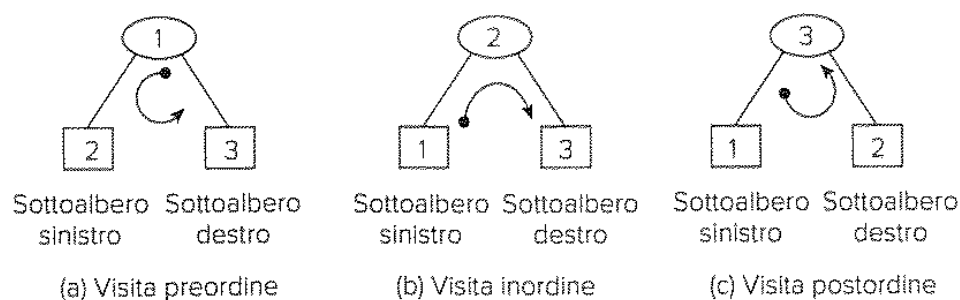 1
2
3
Sottoalbero sinistro
Sottoalbero destro
(a) Visita preordine
2
1
3
Sottoalbero sinistro
Sottoalbero destro
(b) Visita inordine
3
1
2
Sottoalbero sinistro
Sottoalbero destro
(c) Visita postordine